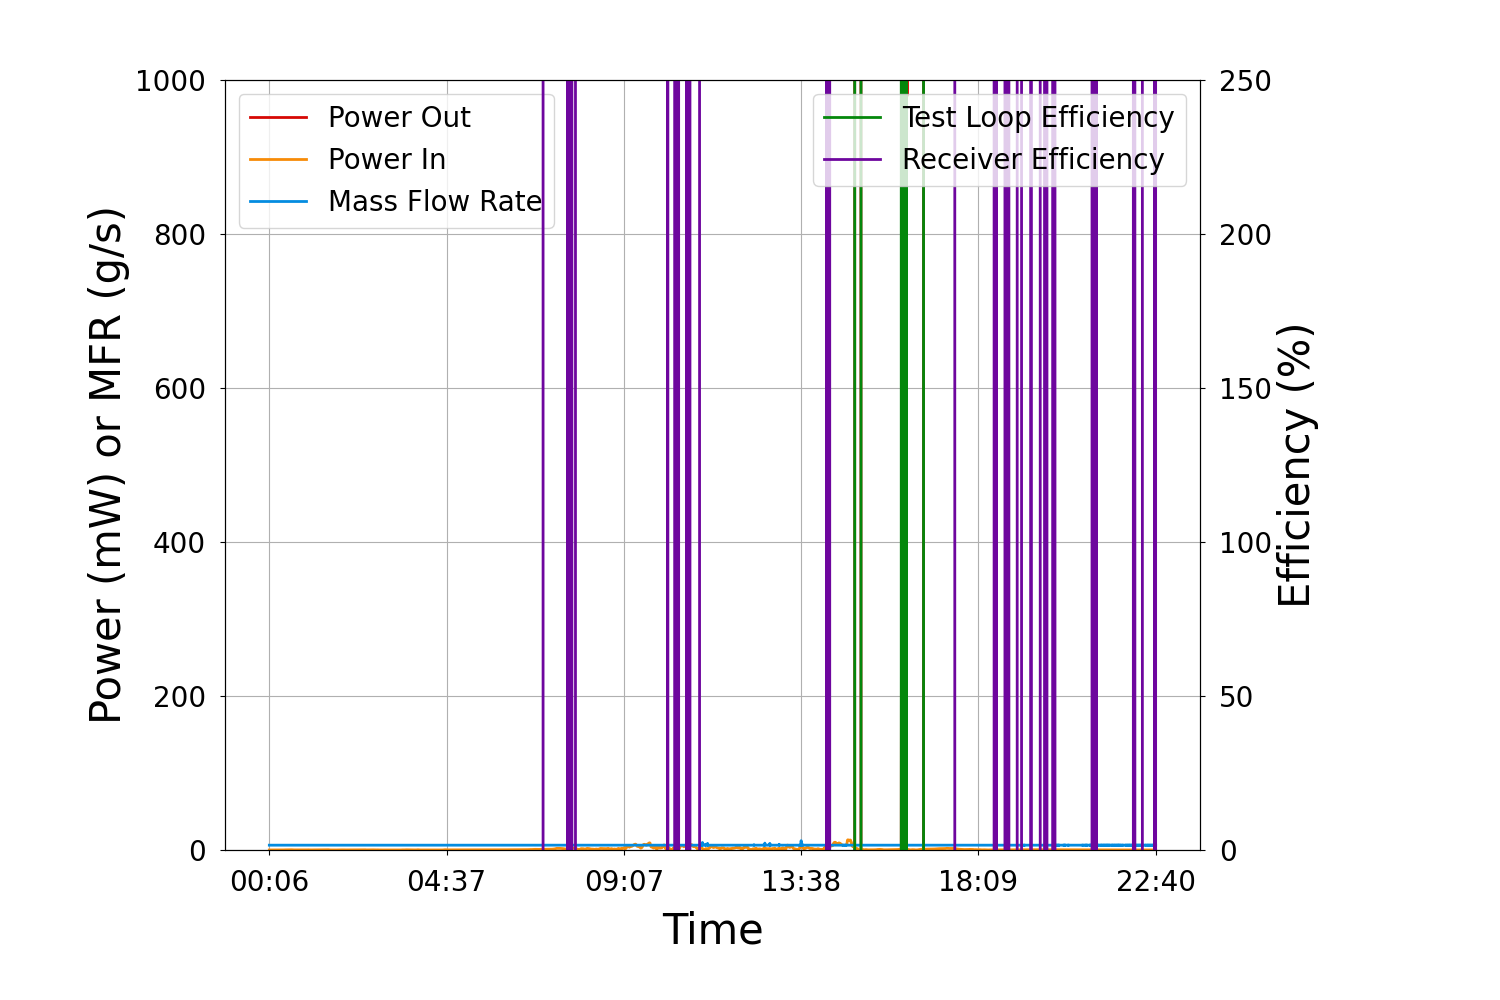 1000
800
600
400
200
0
Power (mW) or MFR (g/s)
Power Out
Power In
Mass Flow Rate
Test Loop Efficiency
Receiver Efficiency
250
200
150
100
50
0
Efficiency (%)
00:06 04:37 09:07 13:38 18:09 22:40
Time